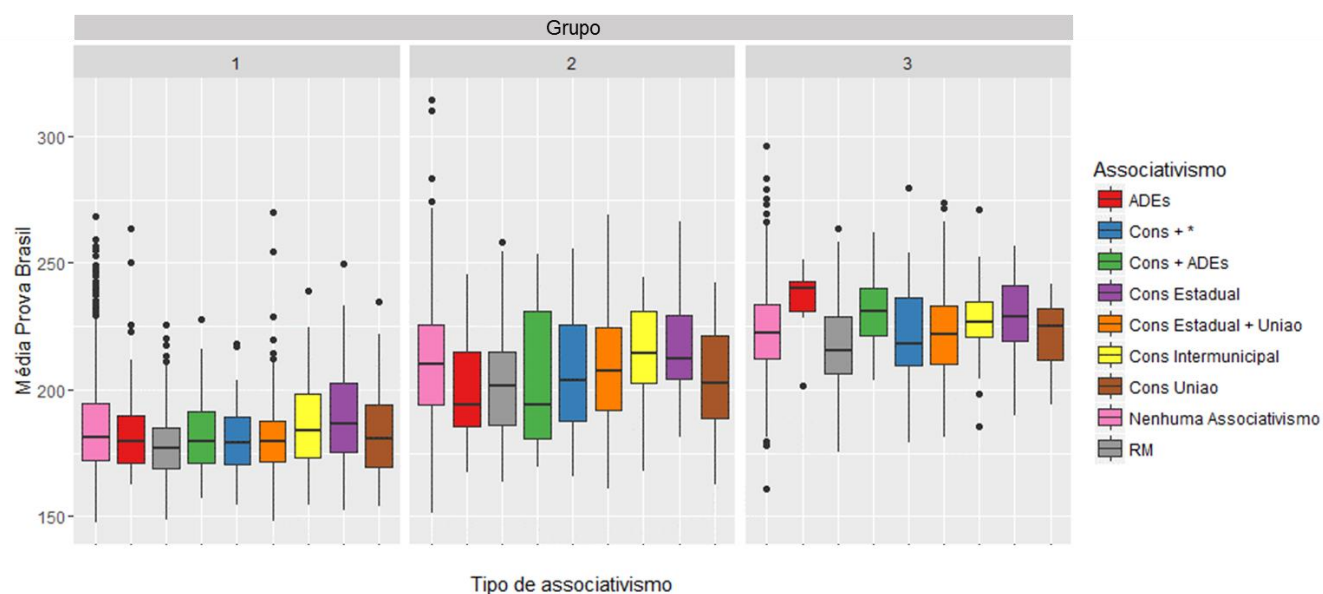 Grupo
1
2
3
300
250
200
150
Média Prova Brasil
Tipo de associativismo
Associativismo
ADEs
Cons + *
Cons + ADEs
Cons Estadual
Cons Estadual + Uniao
Cons Intermunicipal
Cons Uniao
Nenhuma Associativismo
RM